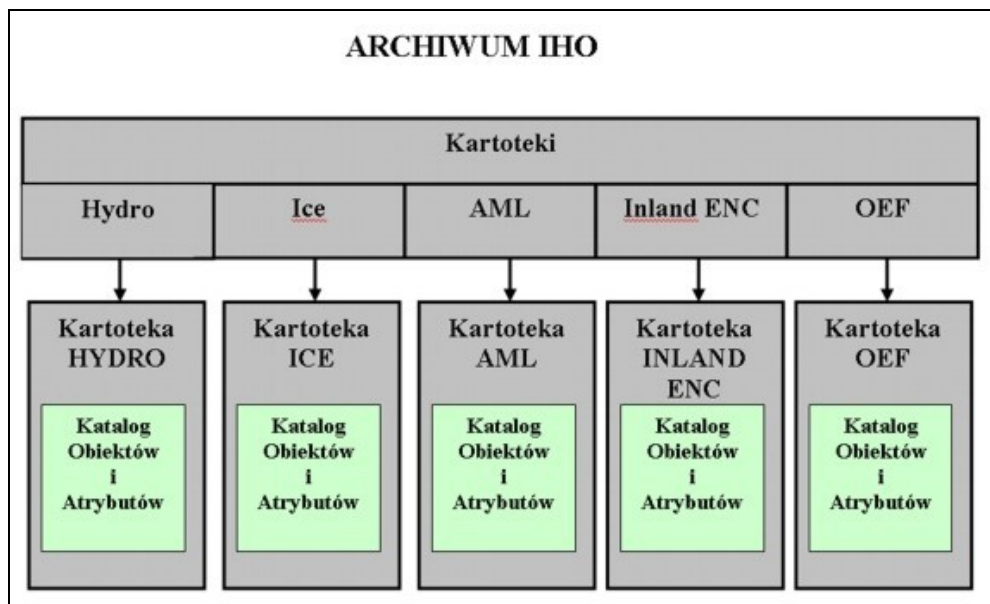 ARCHIWUM IHO
Kartoteki
Hydro
Ice
AML
Inland ENC
OEF
Kartoteka
HYDRO
Katalog
Obiektów
i
Atrybutów
Kartoteka
ICE
Katalog
Obiektów
i
Atrybutów
Kartoteka
AML
Katalog
Obiektów
i
Atrybutów
Kartoteka
INLAND
ENC
Katalog
Obiektów
i
Atrybutów
Kartoteka
OEF
Katalog
Obiektów
i
Atrybutów